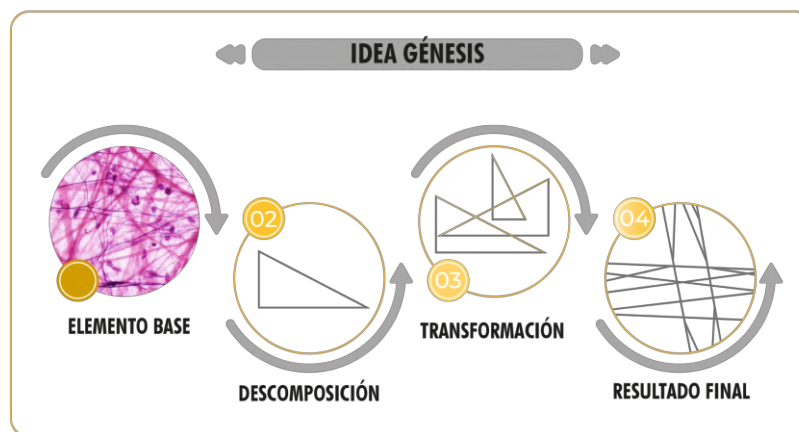 IDEA GÉNESIS
ELEMENTO BASE
02
DESCOMPOSICIÓN
03
TRANSFORMACIÓN
04
RESULTADO FINAL